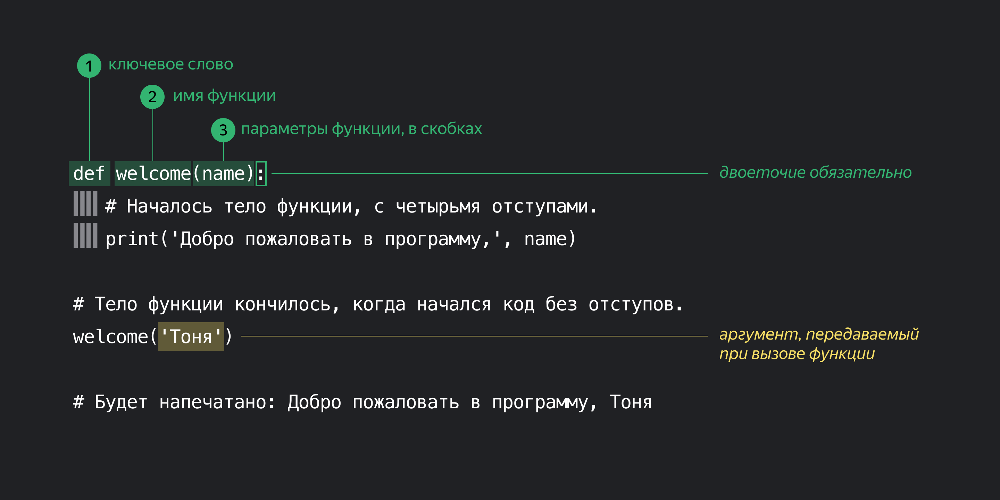 1 ключевое слово
2 имя функции
3 параметры функции, в скобках
def welcome(name): двоеточие обязательно
# Началось тело функции, с четырьмя отступами.
print('Добро пожаловать в программу,', name)
# Тело функции кончилось, когда начался код без отступов.
welcome('Тоня') аргумент, передаваемый
при вызове функции
# Будет напечатано: Добро пожаловать в программу, Тоня